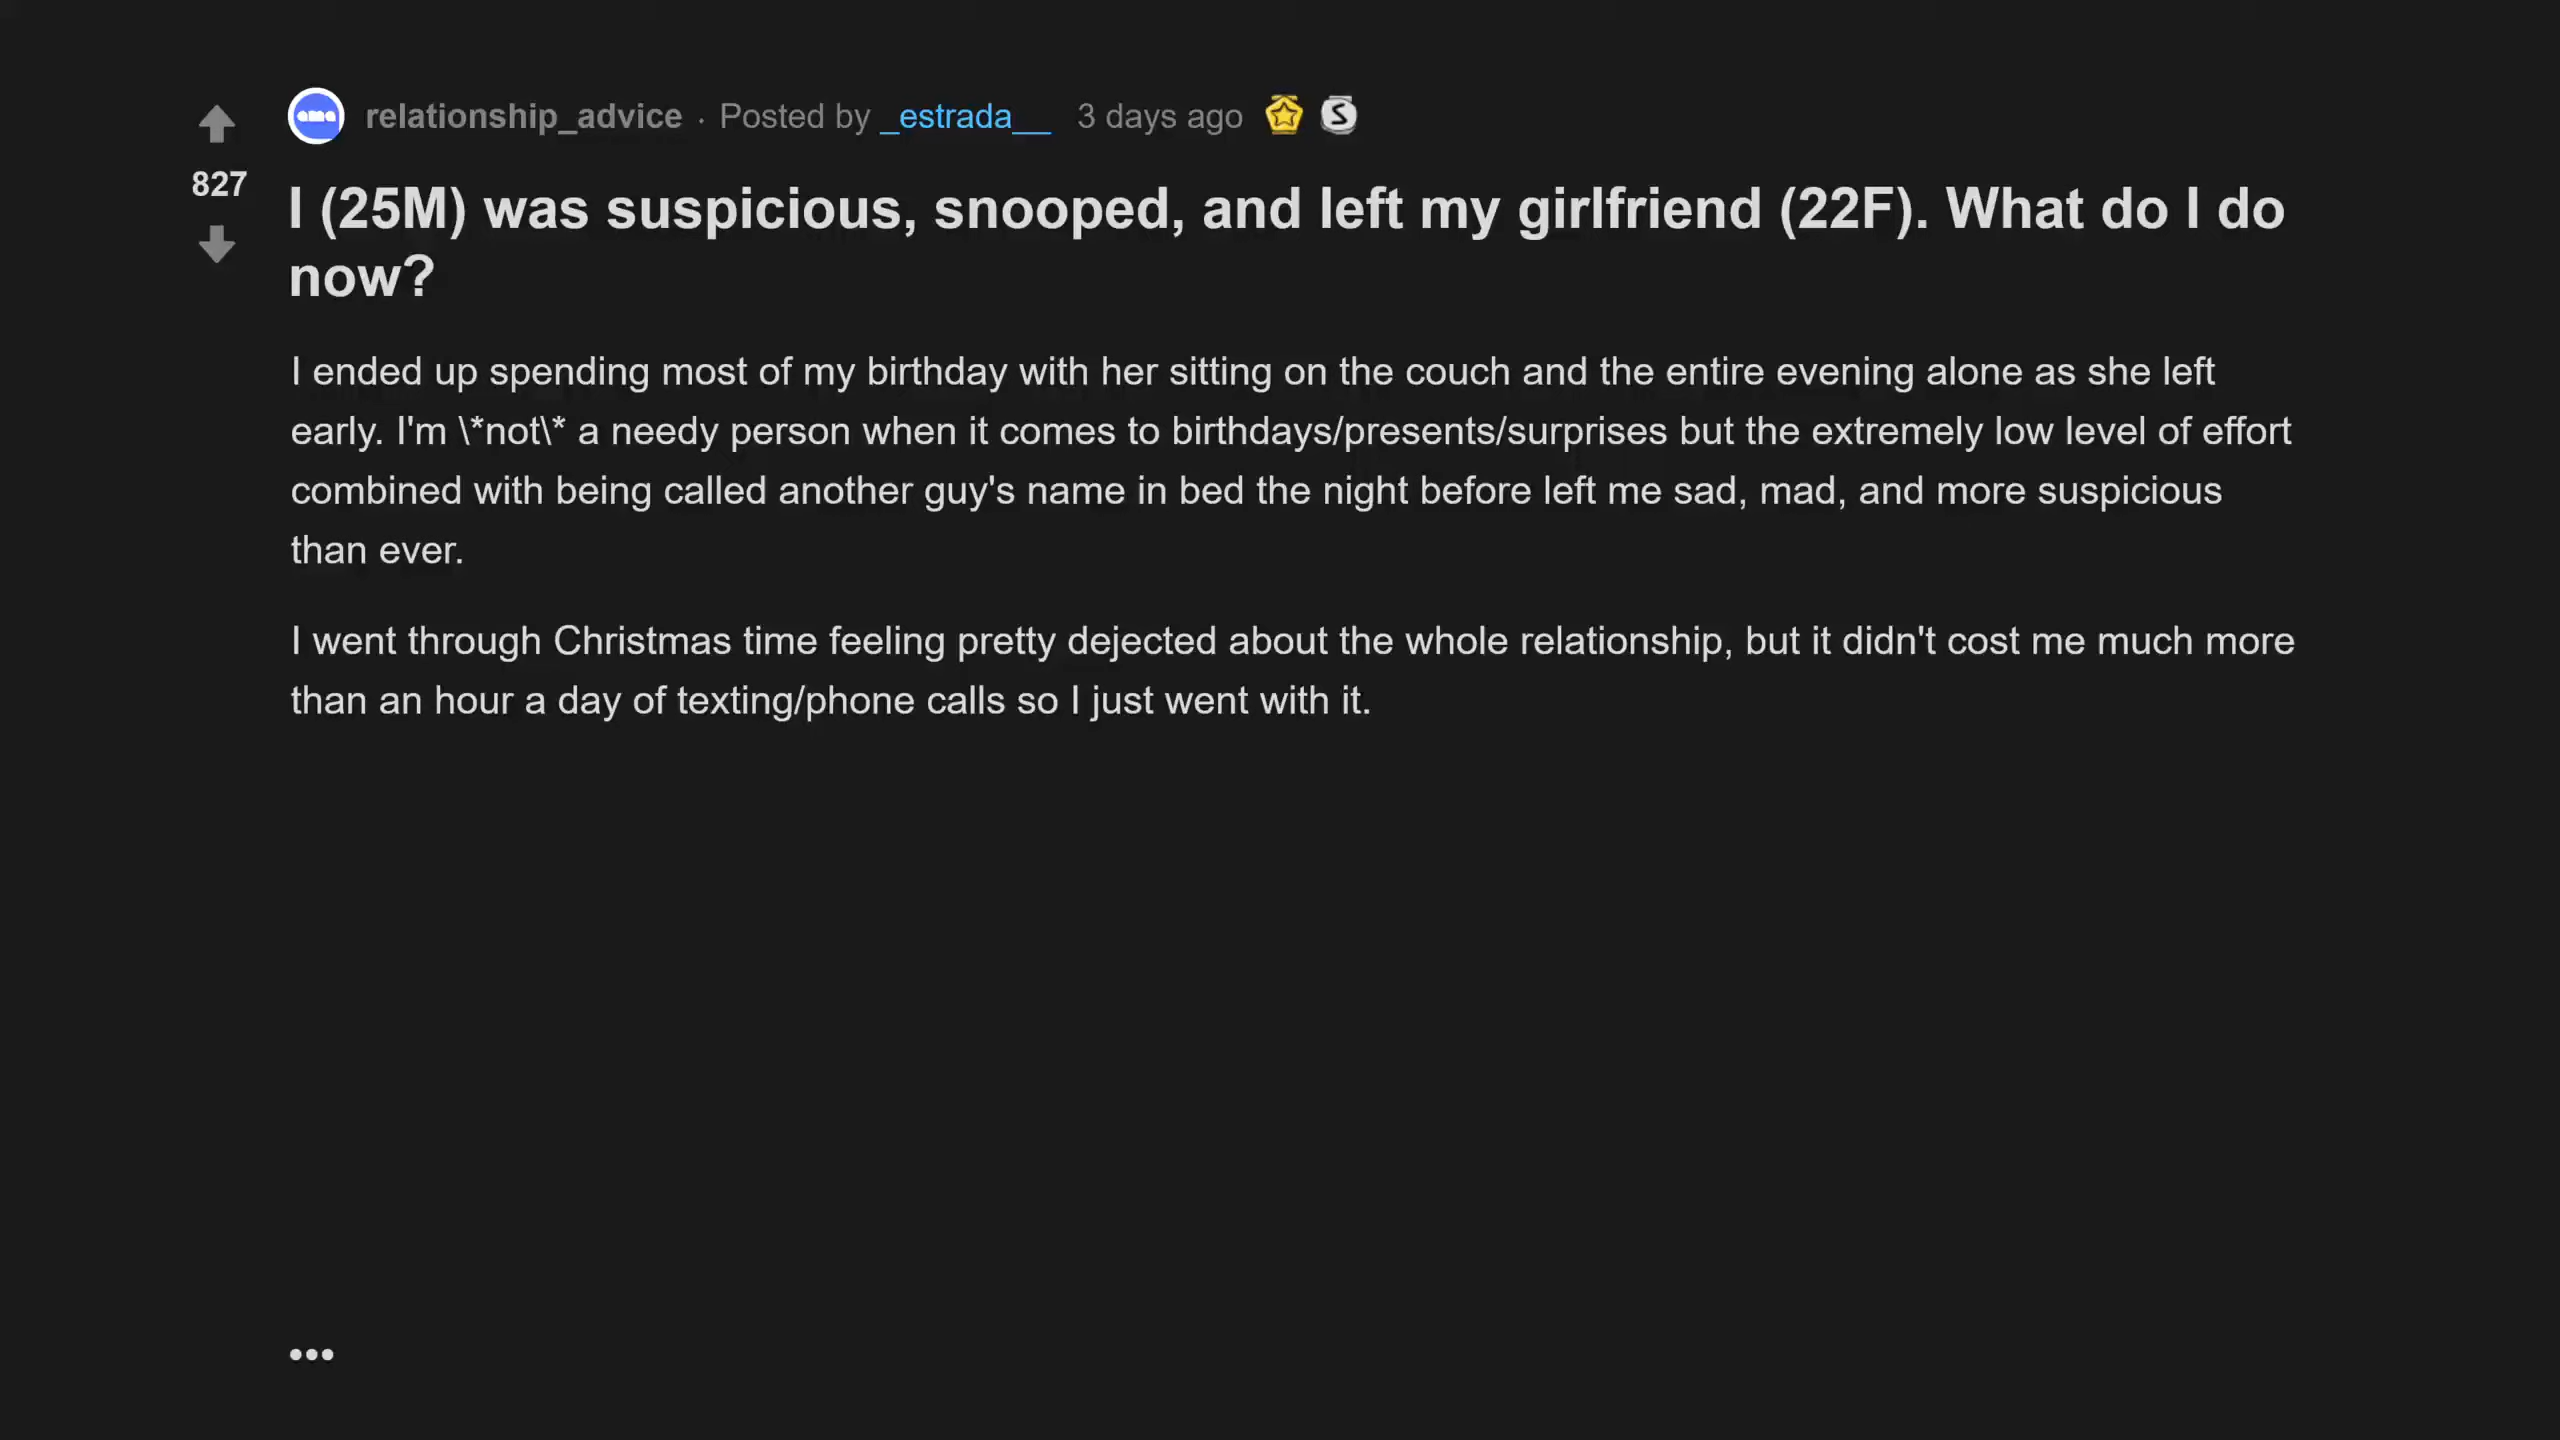 relationship_advice · Posted by _estrada__ 3 days ago
827
I (25M) was suspicious, snooped, and left my girlfriend (22F). What do I do
now?
I ended up spending most of my birthday with her sitting on the couch and the entire evening alone as she left
early. I'm \*not\* a needy person when it comes to birthdays/presents/surprises but the extremely low level of effort
combined with being called another guy's name in bed the night before left me sad, mad, and more suspicious
than ever.
I went through Christmas time feeling pretty dejected about the whole relationship, but it didn't cost me much more
than an hour a day of texting/phone calls so I just went with it.
•••